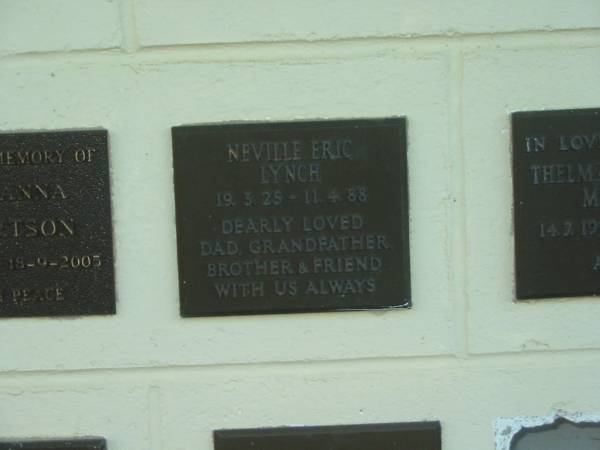 MEMORY OF
ANNA
18-9-2005
PEACE
NEVILLE ERIC
LYNCH
19.3.25 - 11.4.88
DEARLY LOVED
DAD, GRANDFATHER,
BROTHER & FRIEND
WITH US ALWAYS
IN LOV
THELM
M
14.7.19
A